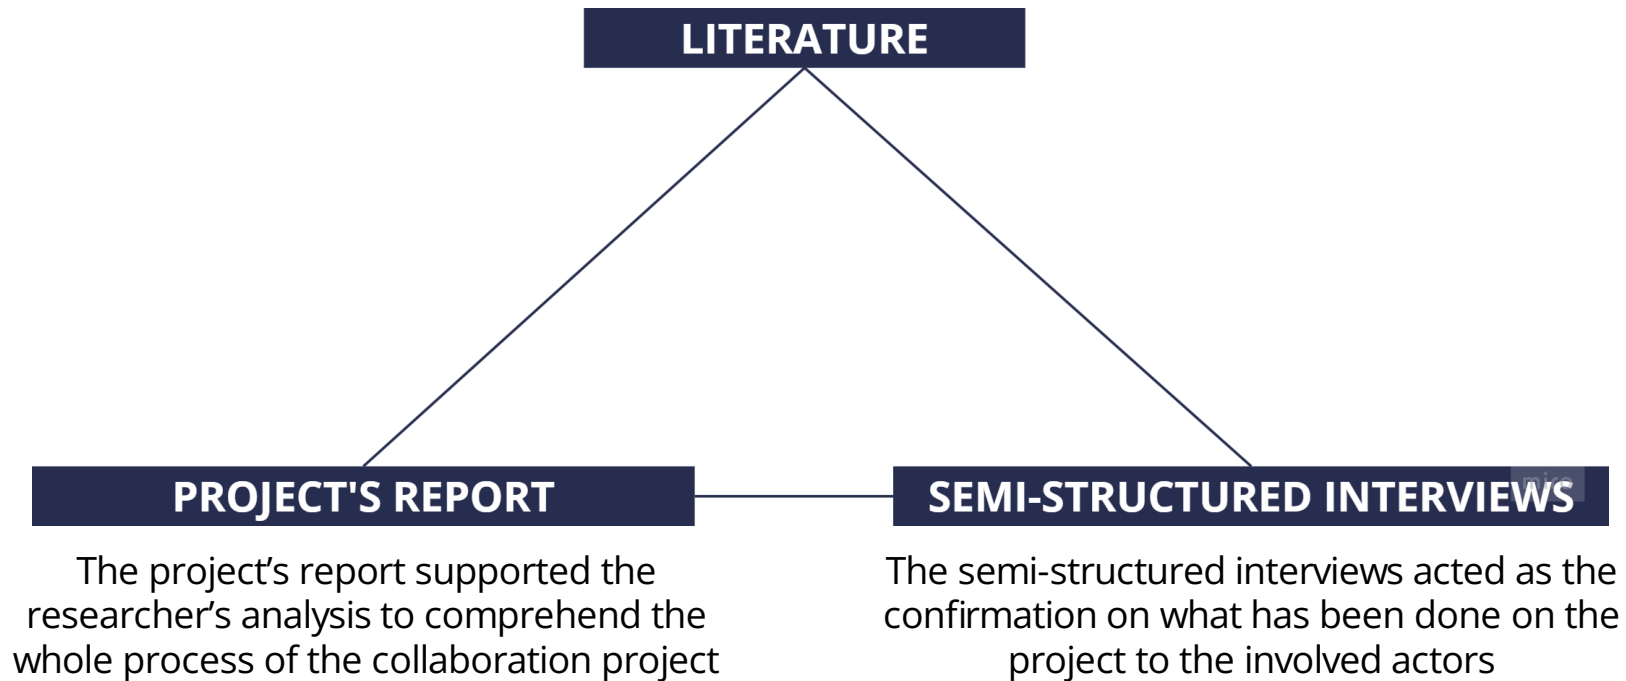 LITERATURE
PROJECT'S REPORT
SEMI-STRUCTURED INTERVIEWS
miro
The project’s report supported the
researcher’s analysis to comprehend the
whole process of the collaboration project
The semi-structured interviews acted as the
confirmation on what has been done on the
project to the involved actors